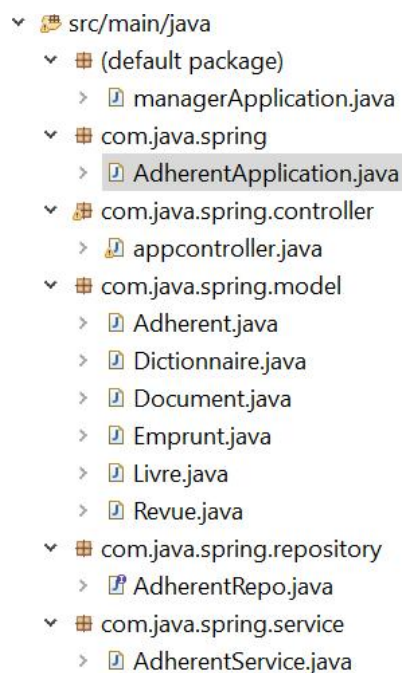 src/main/java
(default package)
managerApplication.java
com.java.spring
AdherentApplication.java
com.java.spring.controller
appcontroller.java
com.java.spring.model
Adherent.java
Dictionnaire.java
Document.java
Emprunt.java
Livre.java
Revue.java
com.java.spring.repository
AdherentRepo.java
com.java.spring.service
AdherentService.java